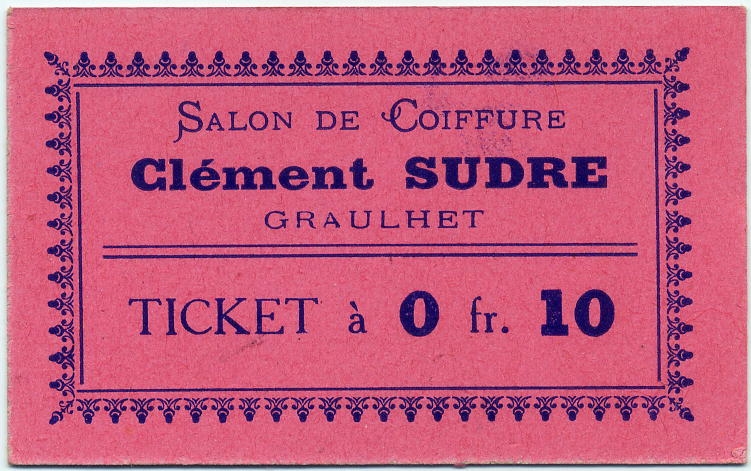 SALON DE COIFFURE
Clément SUDRE
GRAULHET
TICKET à 0 fr. 10